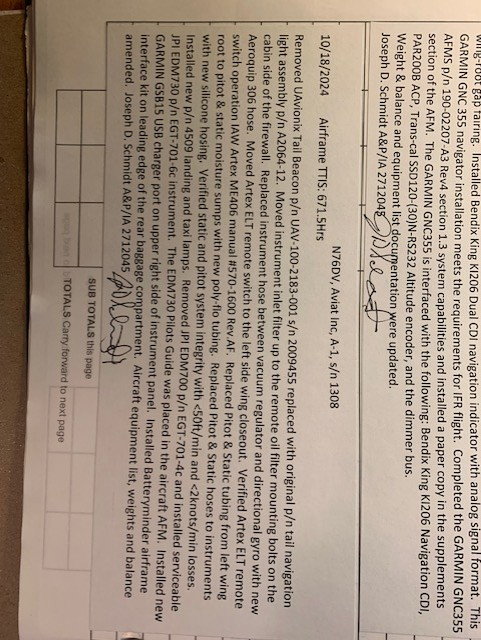 wing-root gap fairing. Installed Bendix King KI206 Dual CDI navigation indicator with analog signal format. This
GARMIN GNC 355 navigator installation meets the requirements for IFR flight. Completed the GARMIN GNC355
AFMS p/n 190-02207-A3 Rev4 section 1.3 system capabilities and installed a paper copy in the supplements
section of the AFM. The GARMIN GNC355 is interfaced with the following: Bendix King KI206 Navigation CDI,
PAR200B ACP, Trans-cal SSD120-(30)N-RS232 Altitude encoder, and the dimmer bus.
Weight & balance and equipment list documentation were updated.
Joseph D. Schmidt A&P/IA 2712045
N76DV, Aviat Inc, A-1, s/n 1308
10/18/2024 Airframe TTIS: 671.5Hrs
Removed UAvionix Tail Beacon p/n UAV-100-2183-001 s/n 2009455 replaced with original p/n tail navigation
light assembly p/n A2064-12. Moved instrument inlet filter up to the remote oil filter mounting bolts on the
cabin side of the firewall. Replaced instrument hose between vacuum regulator and directional gyro with new
Aeroquip 306 hose. Moved Artex ELT remote switch to the left side wing closeout. Verified Artex ELT remote
switch operation IAW Artex ME406 manual #570-1600 Rev AF. Replaced Pitot & Static tubing from left wing
root to pitot & static moisture sumps with new poly-flo tubing. Replaced Pitot & Static hoses to instruments
with new silicone hosing. Verified static and pitot system integrity with <50ft/min and <2knots/min losses.
Installed new p/n 4509 landing and taxi lamps. Removed JPI EDM700 p/n EGT-701-4c and installed serviceable
JPI EDM730 p/n EGT-701-6c instrument. The EDM730 Pilots Guide was placed in the aircraft AFM. Installed new
GARMIN GSB15 USB charger port on upper right side of instrument panel. Installed Batteryminder airframe
interface kit on leading edge of the rear baggage compartment. Aircraft equipment list, weights and balance
amended. Joseph D. Schmidt A&P/IA 2712045
SUB TOTALS this page
TOTALS Carry forward to next page